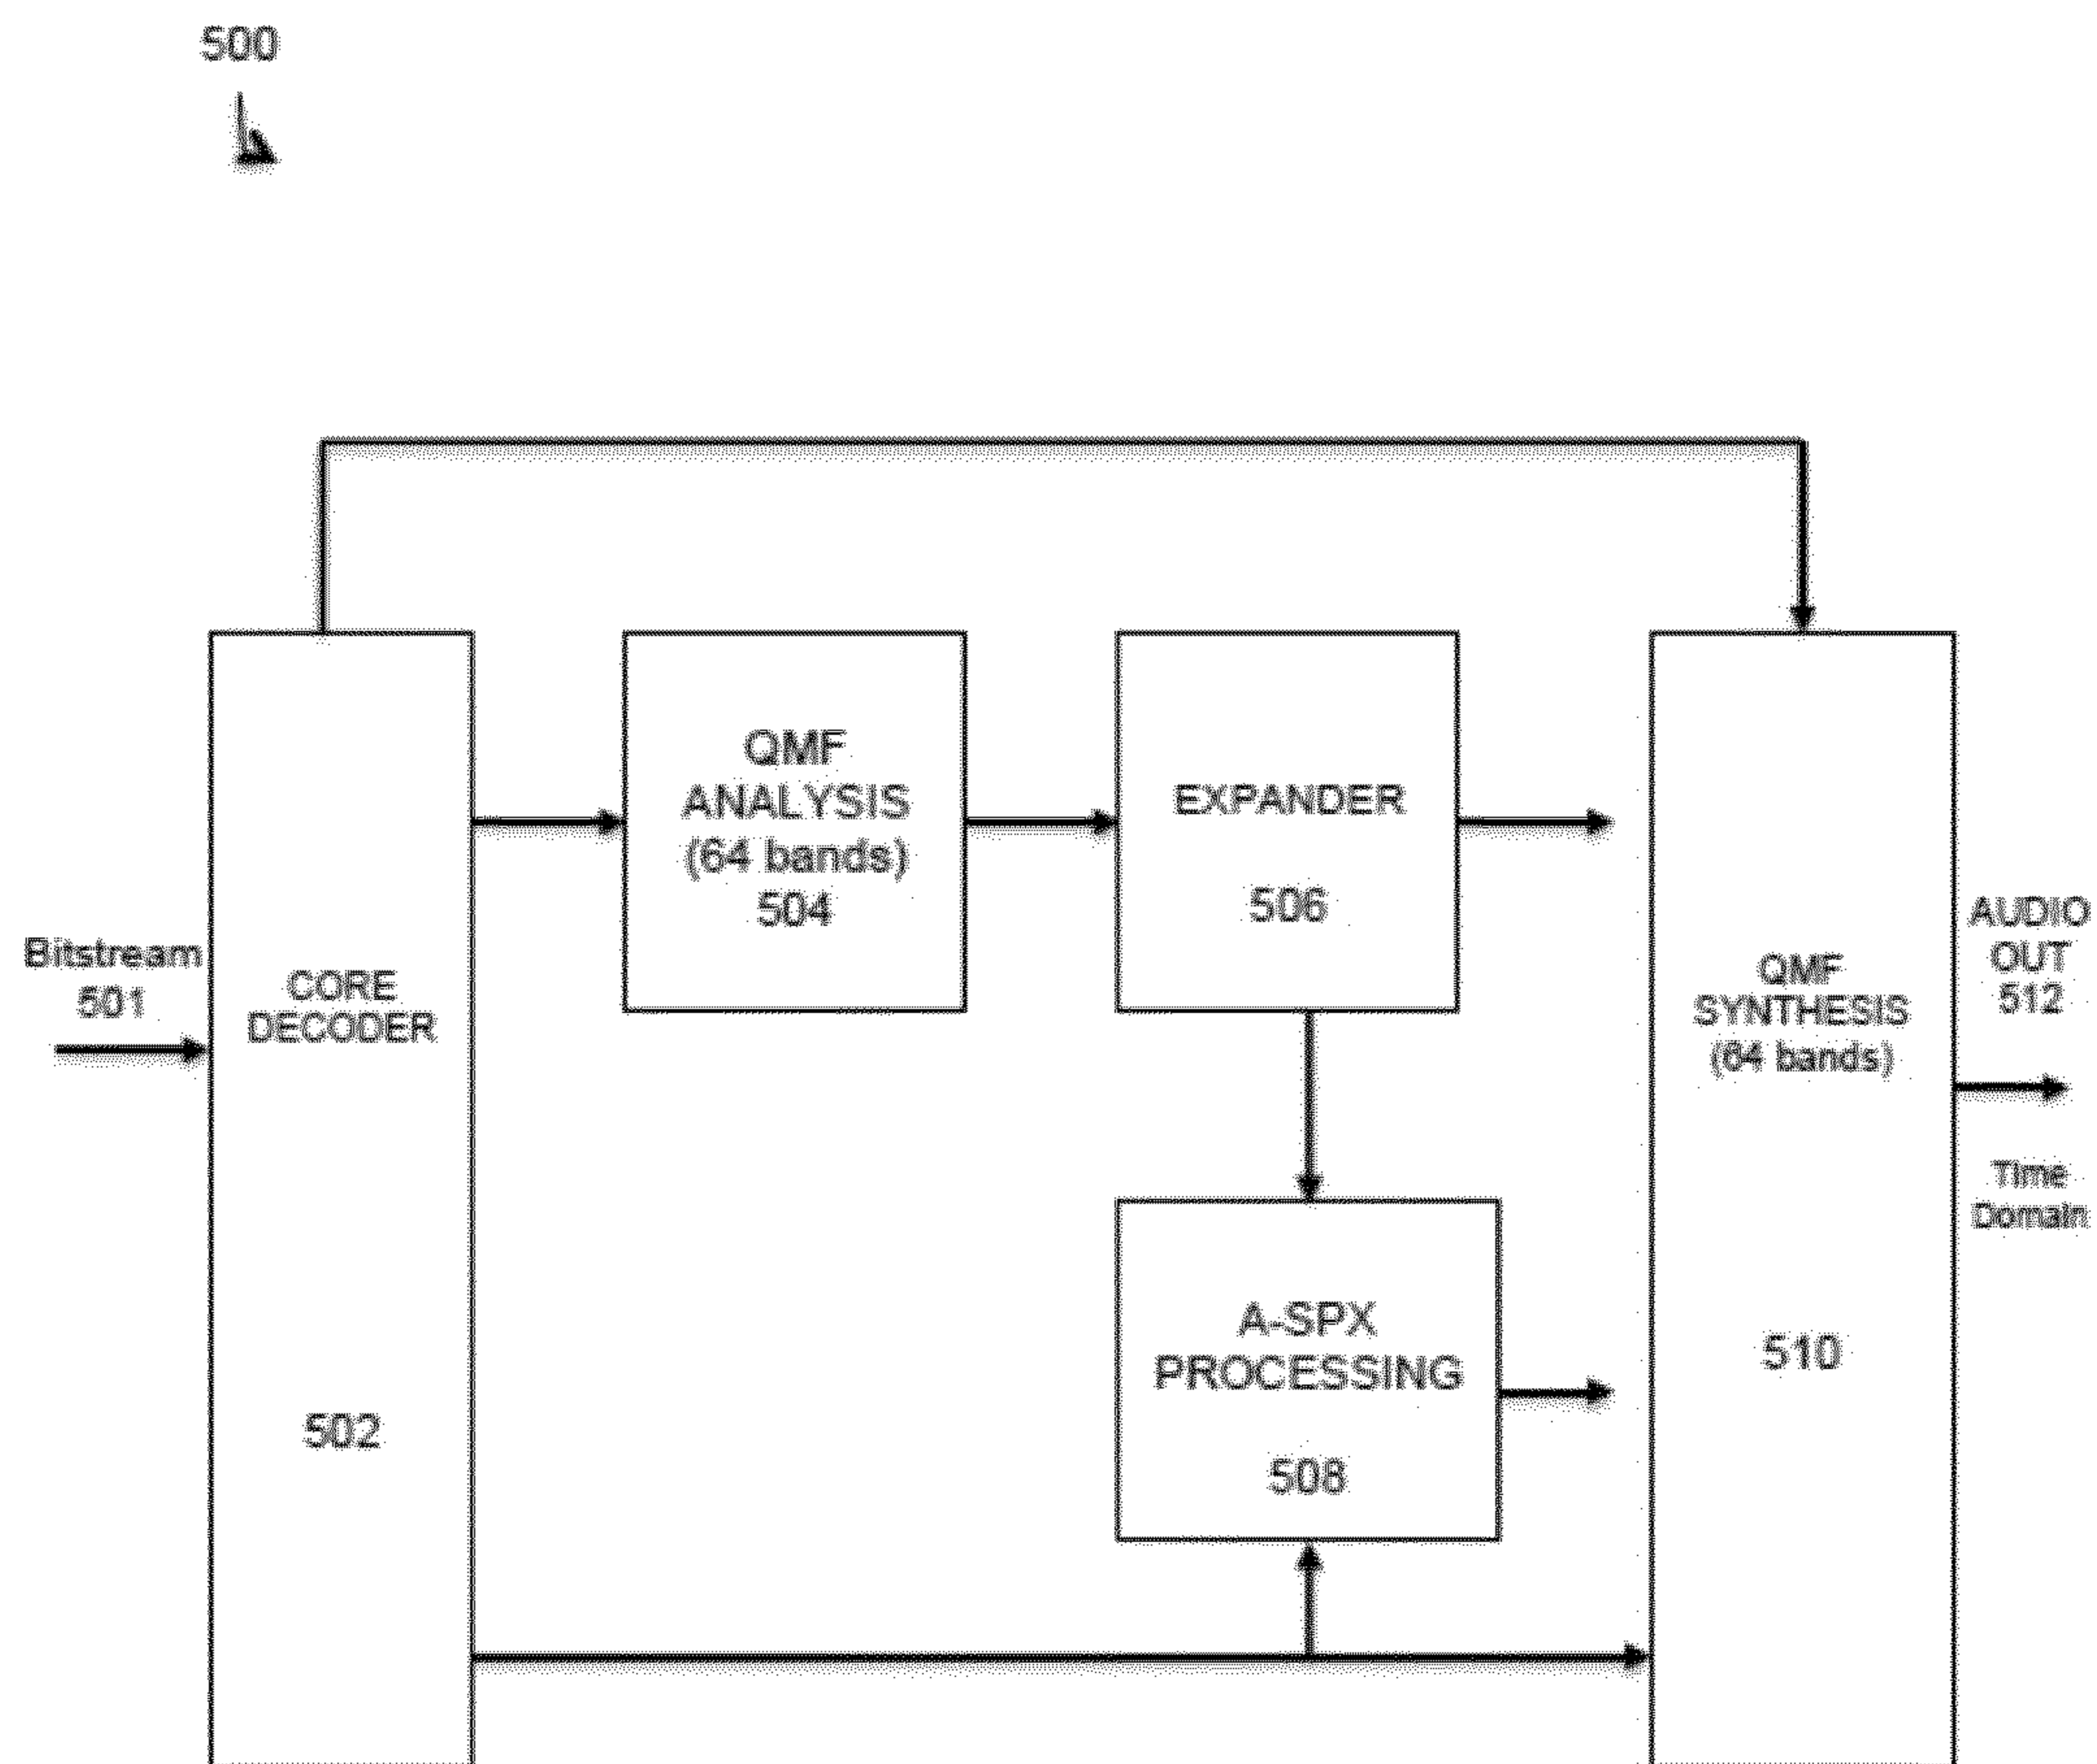 500
QMF
ANALYSIS
(64 bands)
504
EXPANDER
506
Bitstream
501
CORE
DECODER
502
A-SPX
PROCESSING
508
QMF
SYNTHESIS
(64 bands)
510
AUDIO
OUT
512
Time
Domain